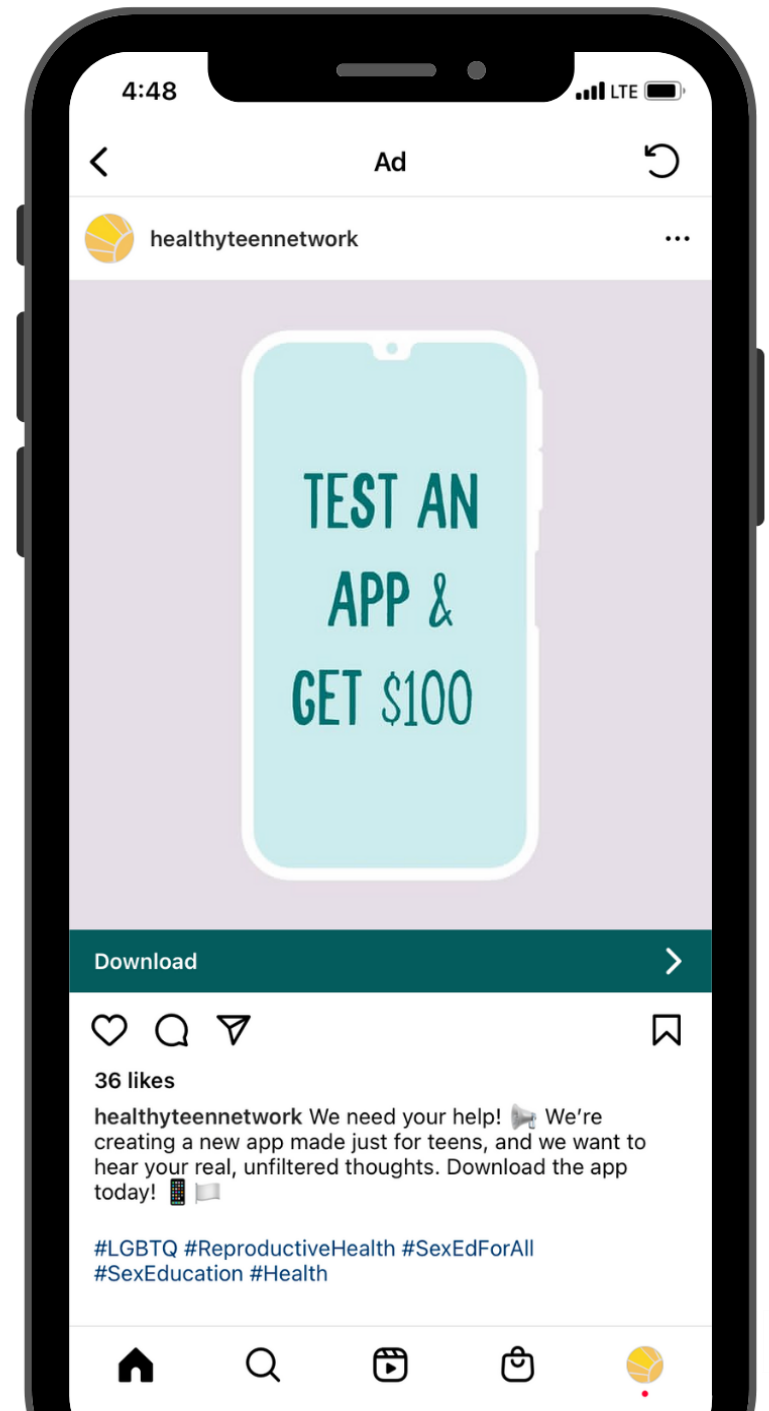 4:48 LTE
Ad
healthyteennetwork
TEST AN
APP &
GET $100
Download
36 likes
healthyteennetwork We need your help! 📢 We’re
creating a new app made just for teens, and we want to
hear your real, unfiltered thoughts. Download the app
today! 📱🏳️
#LGBTQ #ReproductiveHealth #SexEdForAll
#SexEducation #Health